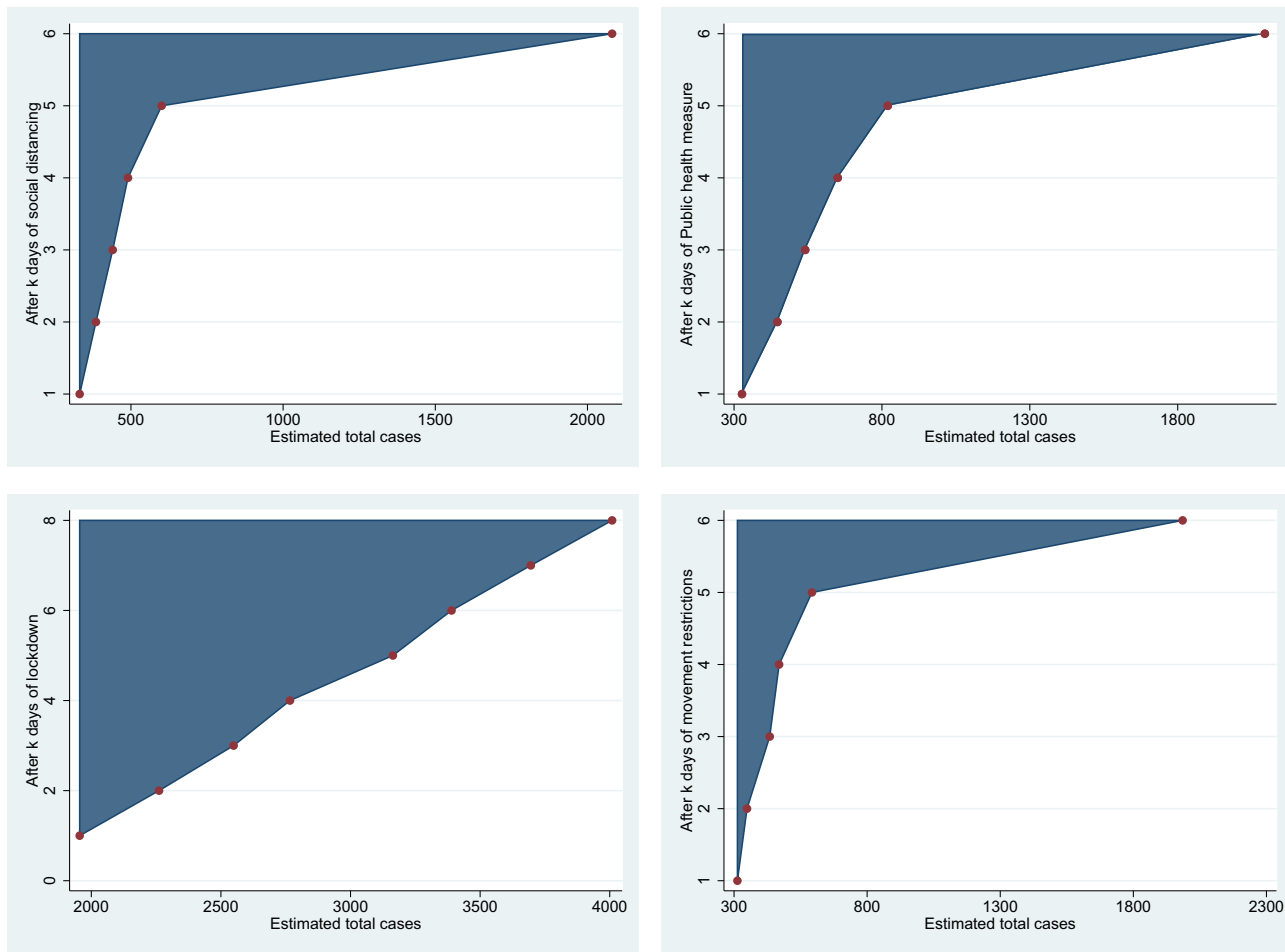 After k days of social distancing
6
5
4
3
2
1
500 1000 1500 2000
Estimated total cases
After k days of Public health measure
6
5
4
3
2
1
300 800 1300 1800
Estimated total cases
After k days of lockdown
8
6
4
2
0
2000 2500 3000 3500 4000
Estimated total cases
After k days of movement restrictions
6
5
4
3
2
1
300 800 1300 1800 2300
Estimated total cases